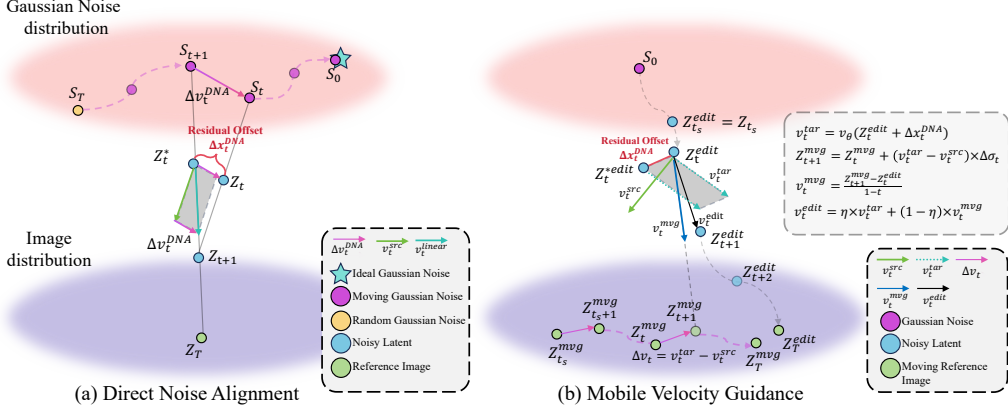 Gaussian Noise
distribution
S_{t+1}
S_T
Δv_t^{DNA}
S_t
S_0
Residual Offset
Δx_t^{DNA}
Z_t^*
Z_t
Δv_t^{DNA}
Z_{t+1}
Image
distribution
Z_T
Δv_t^{DNA} v_t^{src} v_t^{linear}
Ideal Gaussian Noise
Moving Gaussian Noise
Random Gaussian Noise
Noisy Latent
Reference Image
(a) Direct Noise Alignment
S_0
Z_{t_s}^{edit} = Z_{t_s}
Residual Offset
Δx_t^{DNA}
Z_t^{edit}
Z_t^{*edit}
v_t^{tar}
v_t^{src}
v_t^{mvg}
v_t^{edit}
Z_{t+1}^{edit}
Z_{t+2}^{edit}
Z_{t_s+1}^{mvg}
Z_{t+1}^{mvg}
Z_{t_s}^{mvg}
Z_t^{mvg}
Z_T^{edit}
Δv_t = v_t^{tar} − v_t^{src}
Z_T^{mvg}
v_t^{tar} = v_θ(Z_t^{edit} + Δx_t^{DNA})
Z_{t+1}^{mvg} = Z_t^{mvg} + (v_t^{tar} − v_t^{src})×Δσ_t
v_t^{mvg} = \frac{Z_{t+1}^{mvg} − Z_t^{edit}}{1−t}
v_t^{edit} = η×v_t^{tar} + (1 − η)×v_t^{mvg}
v_t^{src} v_t^{tar} Δv_t
v_t^{mvg} v_t^{edit}
Gaussian Noise
Noisy Latent
Moving Reference
Image
(b) Mobile Velocity Guidance